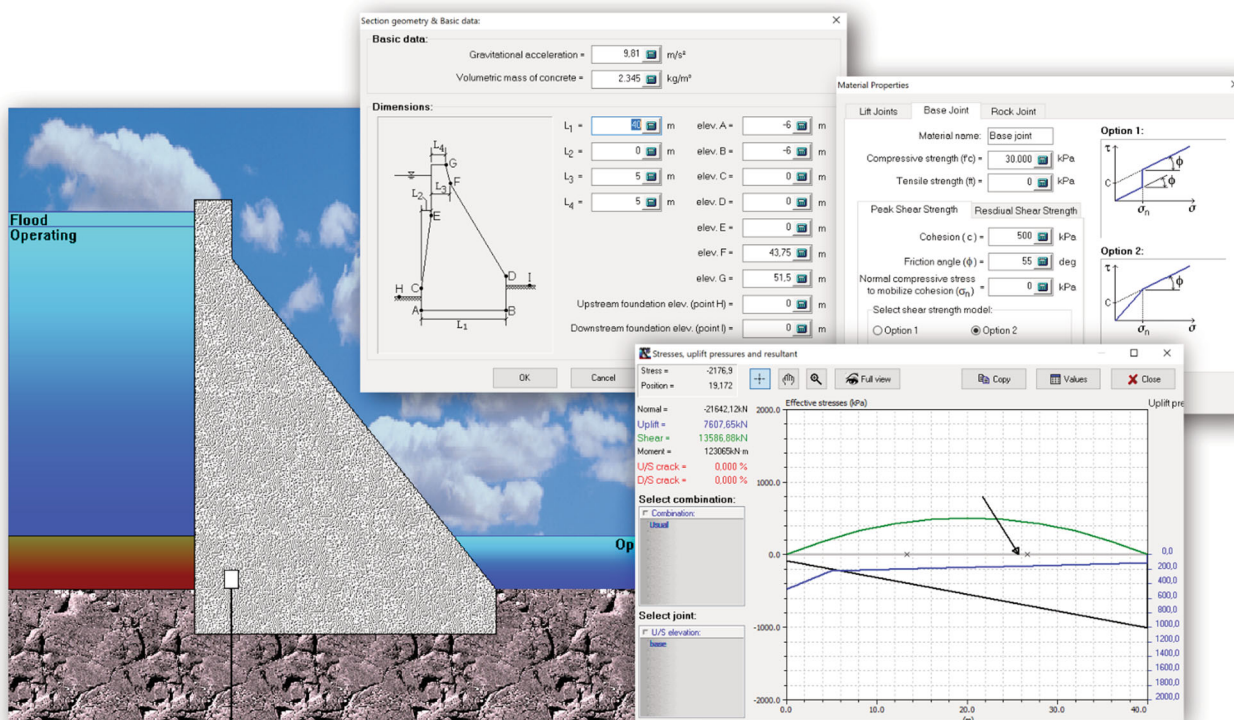 Section geometry & Basic data:
Basic data:
Gravitational acceleration = 9,81 m/s²
Volumetric mass of concrete = 2.345 kg/m³
Dimensions:
L₁ = 40 m elev. A = -6 m
L₂ = 0 m elev. B = -6 m
L₃ = 5 m elev. C = 0 m
L₄ = 5 m elev. D = 0 m
elev. E = 0 m
elev. F = 43,75 m
elev. G = 51,5 m
Upstream foundation elev. (point H) = 0 m
Downstream foundation elev. (point I) = 0 m
OK Cancel
L₄
G
F
L₃
L₂
E
D
I
H
C
A
B
L₁
Material Properties
Lift Joints Base Joint Rock Joint
Material name: Base joint
Compressive strength (f'c) = 30.000 kPa
Tensile strength (ft) = 0 kPa
Peak Shear Strength Resdiual Shear Strength
Cohesion ( c ) = 500 kPa
Friction angle (ϕ) = 55 deg
Normal compressive stress
to mobilize cohesion (σₙ) = 0 kPa
Select shear strength model:
Option 1 Option 2
Option 1:
τ
ϕ
c
ϕ
σₙ σ
Option 2:
τ
ϕ
c
σₙ σ
Flood
Operating
Op
Stresses, uplift pressures and resultant
Stress = -2176,9
Position = 19,172
Full view Copy Values Close
Normal = -21642,12kN
Uplift = 7607,65kN
Shear = 13586,88kN
Moment = 123065kN·m
U/S crack = 0,000 %
D/S crack = 0,000 %
Select combination:
Combination:
Usual
Select joint:
U/S elevation:
base
Effective stresses (kPa)
Uplift pre
2000.0
1000.0
0.0
-1000.0
-2000.0
0,0
200,0
400,0
600,0
800,0
1000,0
1200,0
1400,0
1600,0
1800,0
2000,0
0.0 10.0 20.0 30.0 40.0
(m)